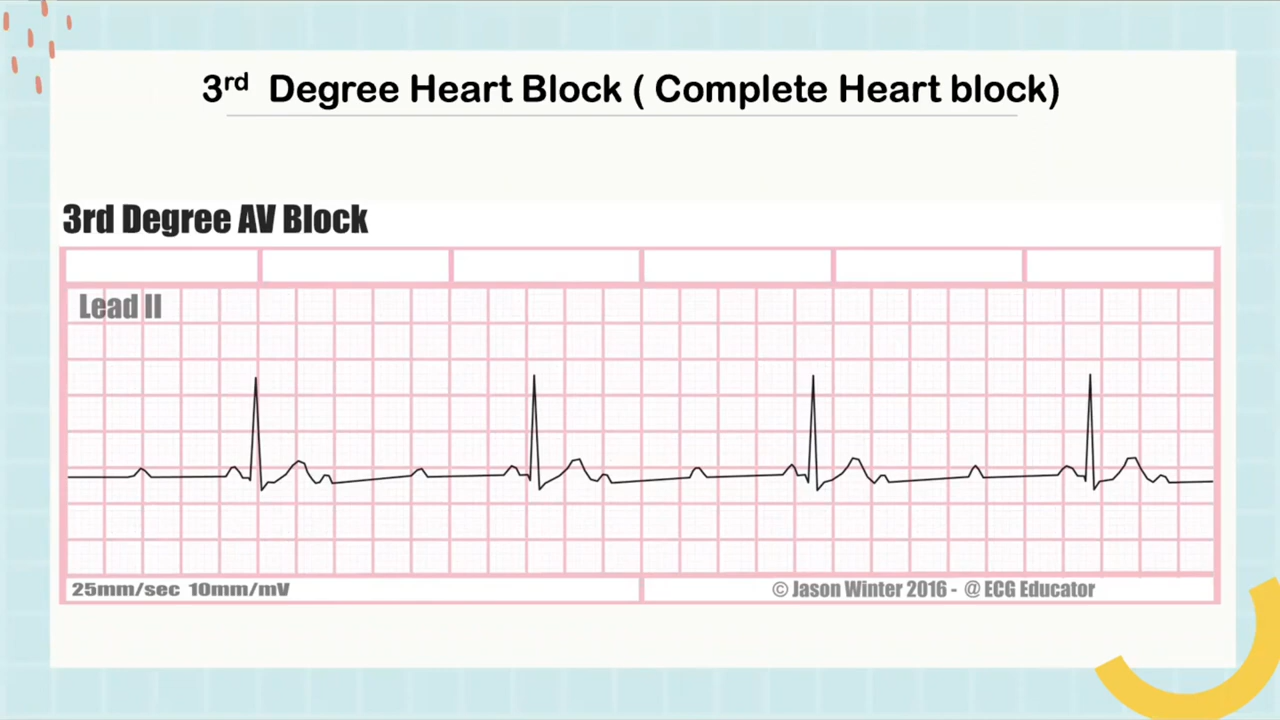 3rd Degree Heart Block ( Complete Heart block)
3rd Degree AV Block
Lead II
25mm/sec 10mm/mV
© Jason Winter 2016 - @ ECG Educator